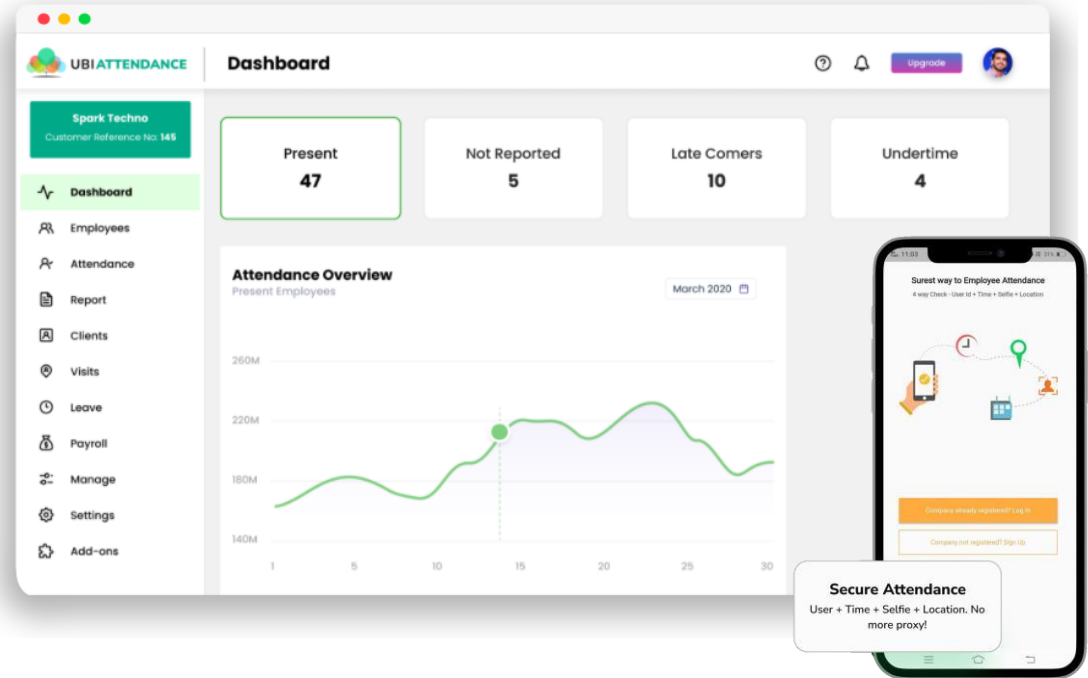 UBIATTENDANCE
Dashboard
Upgrade
Spark Techno
Customer Reference No: 145
Dashboard
Employees
Attendance
Report
Clients
Visits
Leave
Payroll
Manage
Settings
Add-ons
Present
47
Not Reported
5
Late Comers
10
Undertime
4
Attendance Overview
Present Employees
March 2020
260M
220M
180M
140M
1 5 10 15 20 25 30
11:03
31%
Surest way to Employee Attendance
4 way Check - User Id + Time + Selfie + Location
Company already registered? Log In
Company not registered? Sign Up
Secure Attendance
User + Time + Selfie + Location. No
more proxy!